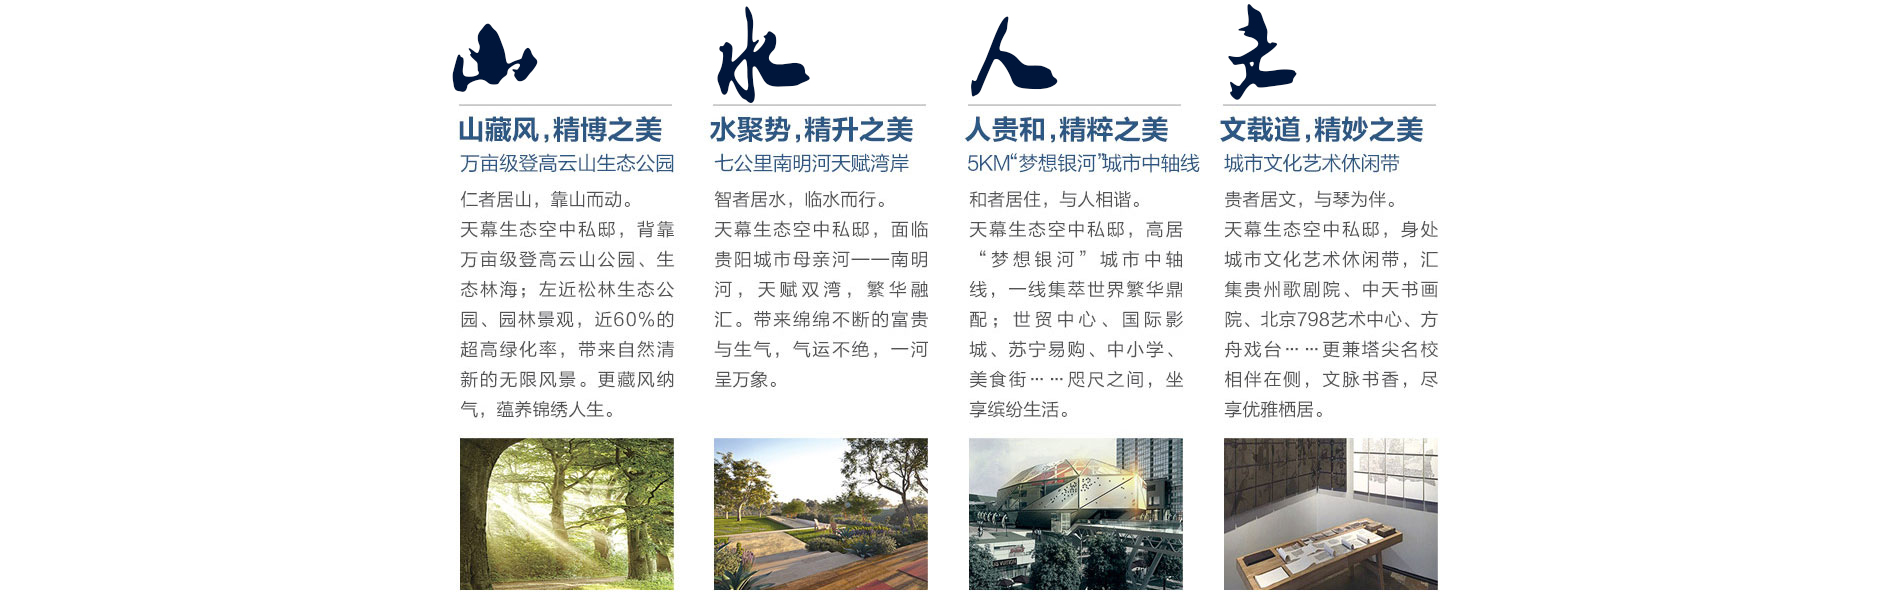 山
山藏风，精博之美
万亩级登高云山生态公园
仁者居山，靠山而动。
天幕生态空中私邸，背靠
万亩级登高云山公园、生
态林海；左近松林生态公
园、园林景观，近60%的
超高绿化率，带来自然清
新的无限风景。更藏风纳
气，蕴养锦绣人生。
水
水聚势，精升之美
七公里南明河天赋湾岸
智者居水，临水而行。
天幕生态空中私邸，面临
贵阳城市母亲河——南明
河，天赋双湾，繁华融
汇。带来绵绵不断的富贵
与生气，气运不绝，一河
呈万象。
人
人贵和，精粹之美
5KM“梦想银河”城市中轴线
和者居住，与人相谐。
天幕生态空中私邸，高居
“梦想银河”城市中轴
线，一线集萃世界繁华鼎
配；世贸中心、国际影
城、苏宁易购、中小学、
美食街……咫尺之间，坐
享缤纷生活。
文载道，精妙之美
城市文化艺术休闲带
贵者居文，与琴为伴。
天幕生态空中私邸，身处
城市文化艺术休闲带，汇
集贵州歌剧院、中天书画
院、北京798艺术中心、方
舟戏台……更兼塔尖名校
相伴在侧，文脉书香，尽
享优雅栖居。